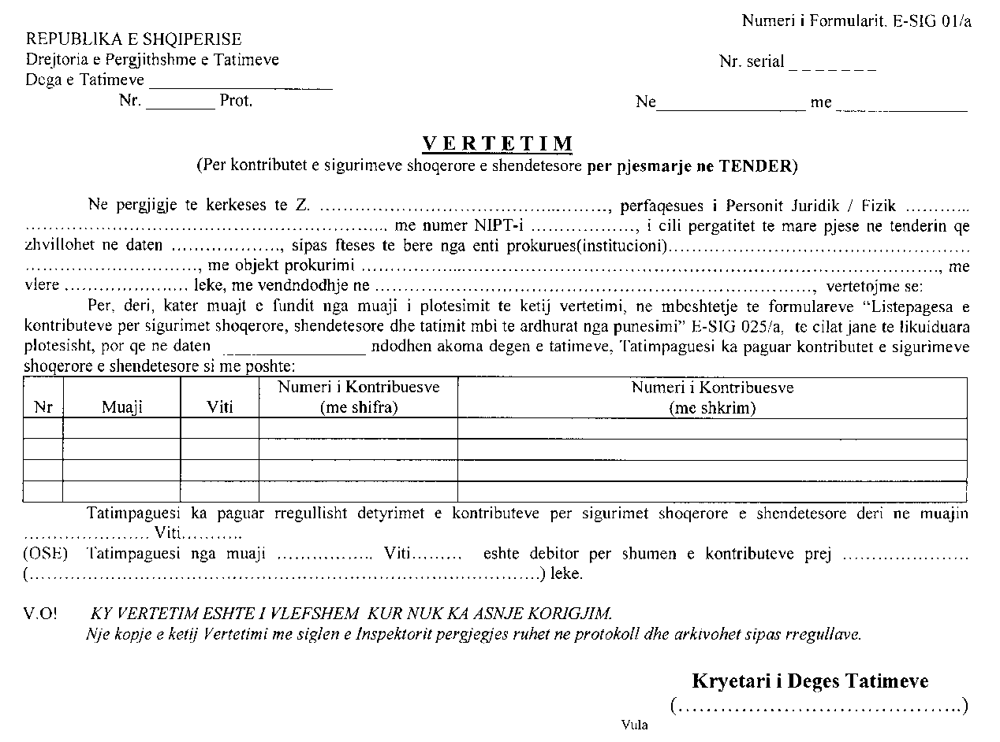 Numeri i Formularit. E-SIG 01/a
REPUBLIKA E SHQIPERISE
Drejtoria e Pergjithshme e Tatimeve
Nr. serial _ _ _ _ _ _ _
Dega e Tatimeve ______________________
Nr. ________ Prot.
Ne__________________ me ________________
V E R T E T I M
(Per kontributet e sigurimeve shoqerore e shendetesore per pjesmarje ne TENDER)
Ne pergjigje te kerkeses te Z. ................................................, perfaqesues i Personit Juridik / Fizik ...........
............................................................. me numer NIPT-i .................., i cili pergatitet te mare pjese ne tenderin qe
zhvillohet ne daten ..................., sipas fteses te bere nga enti prokurues(institucioni)...................................................
............................., me objekt prokurimi ....................................................................................................., me
vlere ..................... leke, me vendndodhje ne .........................................................................., vertetojme se:
Per, deri, kater muajt e fundit nga muaji i plotesimit te ketij vertetimi, ne mbeshtetje te formulareve “Listepagesa e
kontributeve per sigurimet shoqerore, shendetesore dhe tatimit mbi te ardhurat nga punesimi” E-SIG 025/a, te cilat jane te likuiduara
plotesisht, por qe ne daten _________________ ndodhen akoma degen e tatimeve, Tatimpaguesi ka paguar kontributet e sigurimeve
shoqerore e shendetesore si me poshte:
Nr Muaji Viti Numeri i Kontribuesve (me shifra) Numeri i Kontribuesve (me shkrim)
Tatimpaguesi ka paguar rregullisht detyrimet e kontributeve per sigurimet shoqerore e shendetesore deri ne muajin
..................... Viti..........
(OSE) Tatimpaguesi nga muaji ................ Viti......... eshte debitor per shumen e kontributeve prej .....................
(.....................................................................................) leke.
V.O! KY VERTETIM ESHTE I VLEFSHEM KUR NUK KA ASNJE KORIGJIM.
Nje kopje e ketij Vertetimi me siglen e Inspektorit pergjegjes ruhet ne protokoll dhe arkivohet sipas rregullave.
Kryetari i Deges Tatimeve
(........................................)
Vula